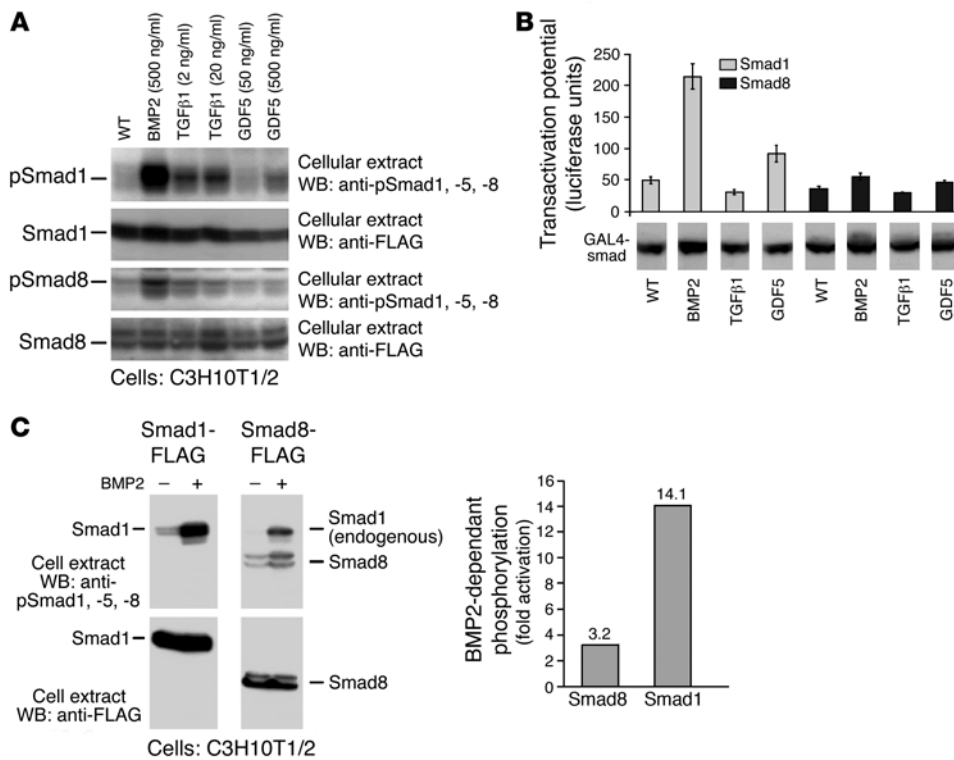 A
WT
BMP2 (500 ng/ml)
TGFβ1 (2 ng/ml)
TGFβ1 (20 ng/ml)
GDF5 (50 ng/ml)
GDF5 (500 ng/ml)
pSmad1
Cellular extract
WB: anti-pSmad1, -5, -8
Smad1
Cellular extract
WB: anti-FLAG
pSmad8
Cellular extract
WB: anti-pSmad1, -5, -8
Smad8
Cellular extract
WB: anti-FLAG
Cells: C3H10T1/2
B
Transactivation potential
(luciferase units)
250
200
150
100
50
0
Smad1
Smad8
GAL4-
smad
WT
BMP2
TGFβ1
GDF5
WT
BMP2
TGFβ1
GDF5
C
Smad1-
FLAG
Smad8-
FLAG
BMP2 – + – +
Smad1
Smad1
(endogenous)
Smad8
Cell extract
WB: anti-
pSmad1, -5, -8
Smad1
Smad8
Cell extract
WB: anti-FLAG
Cells: C3H10T1/2
BMP2-dependant
phosphorylation
(fold activation)
16
14
12
10
8
6
4
2
0
3.2
14.1
Smad8
Smad1